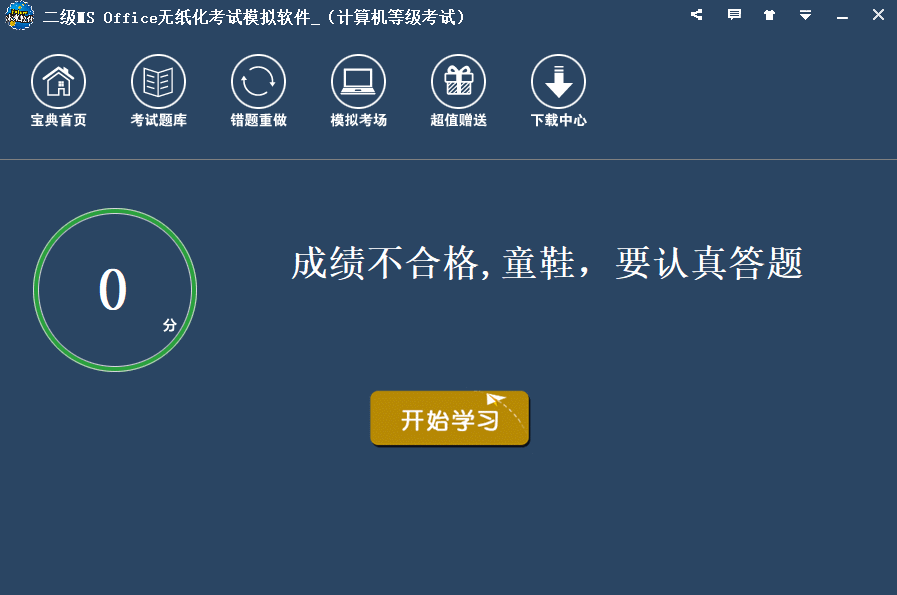 二级MS Office无纸化考试模拟软件_（计算机等级考试）
宝典首页 考试题库 错题重做 模拟考场 超值赠送 下载中心
成绩不合格,童鞋，要认真答题
0
分
开始学习